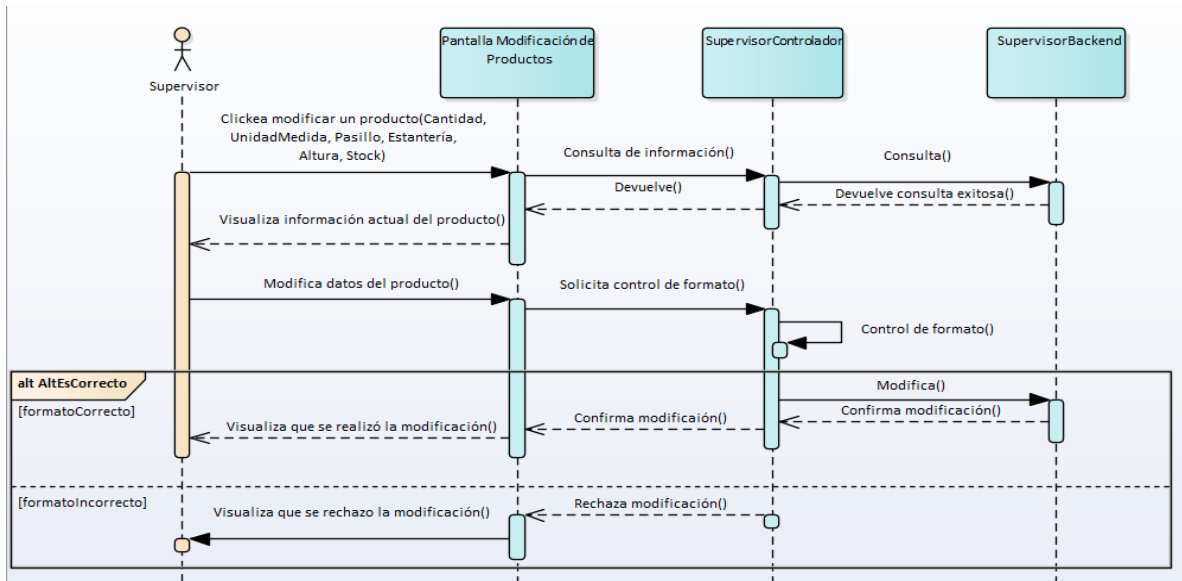 Pantalla Modificación de
Productos
SupervisorControlador
SupervisorBackend
Supervisor
Clickea modificar un producto(Cantidad,
UnidadMedida, Pasillo, Estantería,
Altura, Stock)
Consulta de información()
Consulta()
Devuelve()
Devuelve consulta exitosa()
Visualiza información actual del producto()
Modifica datos del producto()
Solicita control de formato()
Control de formato()
alt AltEsCorrecto
Modifica()
[formatoCorrecto]
Confirma modificación()
Confirma modificaión()
Visualiza que se realizó la modificación()
[formatoIncorrecto]
Rechaza modificación()
Visualiza que se rechazo la modificación()